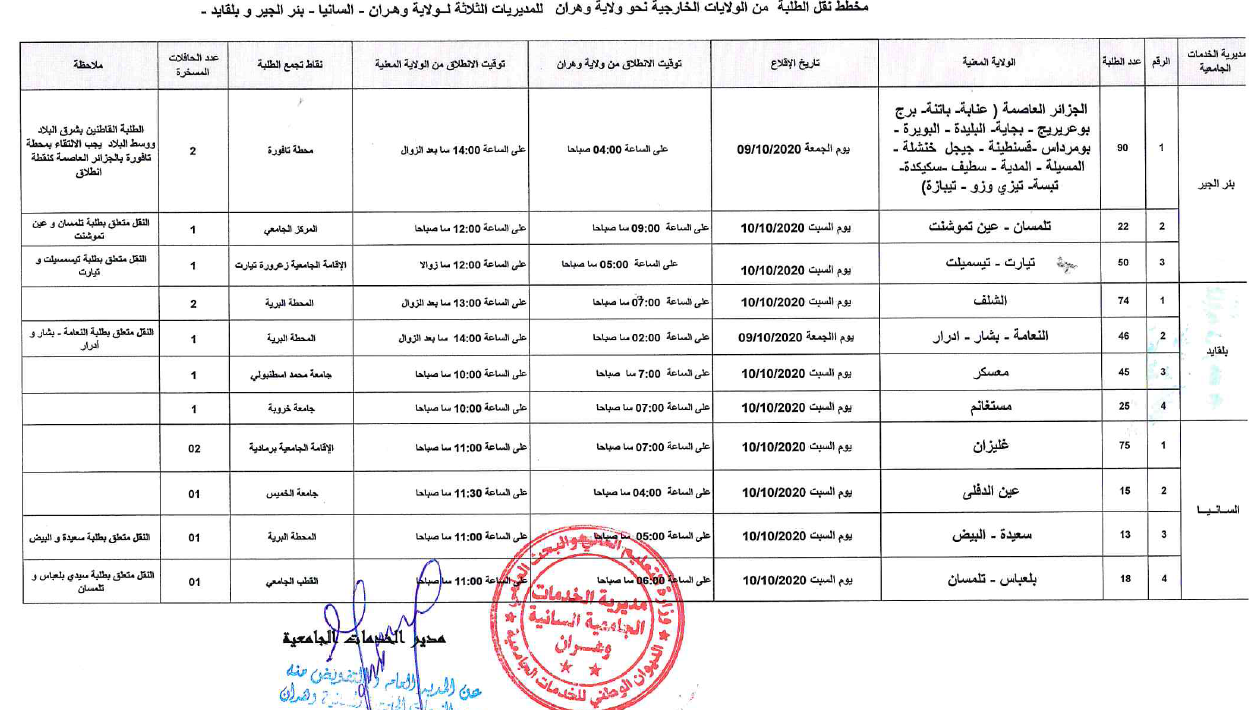 مخطط نقل الطلبة من الولايات الخارجية نحو ولاية وهران للمديريات الثلاثة لـولاية وهـران - السانيا - بئر الجير و بلقايد -
مديرية الخدمات الجامعية | الرقم | عدد الطلبة | الولاية المعنية | تاريخ الإقلاع | توقيت الانطلاق من ولاية وهران | توقيت الانطلاق من الولاية المعنية | نقاط تجمع الطلبة | عدد الحافلات المسخرة | ملاحظة
بئر الجير
1 | 90 | الجزائر العاصمة ( عنابة- باتنة- برج
بوعريريج - بجاية- البليدة - البويرة -
بومرداس -قسنطينة - جيجل خنشلة -
المسيلة - المدية - سطيف -سكيكدة-
تبسة- تيزي وزو - تيبازة)
يوم الجمعة 09/10/2020 | على الساعة 04:00 صباحا | على الساعة 14:00 سا بعد الزوال | محطة تافورة | 2
الطلبة القاطنين بشرق البلاد
ووسط البلاد يجب الالتقاء بمحطة
تافورة بالجزائر العاصمة كنقطة
انطلاق
2 | 22 | تلمسان - عين تموشنت | يوم السبت 10/10/2020 | على الساعة 09:00 سا صباحا | على الساعة 12:00 سا صباحا | المركز الجامعي | 1 | النقل متعلق بطلبة تلمسان و عين تموشنت
3 | 50 | تيارت - تيسميلت | يوم السبت 10/10/2020 | على الساعة 05:00 سا صباحا | على الساعة 12:00 سا زوالا | الإقامة الجامعية زعرورة تيارت | 1 | النقل متعلق بطلبة تيسمسيلت و تيارت
بلقايد
1 | 74 | الشلف | يوم السبت 10/10/2020 | على الساعة 07:00 سا صباحا | على الساعة 13:00 سا بعد الزوال | المحطة البرية | 2
2 | 46 | النعامة - بشار - ادرار | يوم االجمعة 09/10/2020 | على الساعة 02:00 سا صباحا | على الساعة 14:00 سا بعد الزوال | المحطة البرية | 1 | النقل متعلق بطلبة النعامة - بشار و أدرار
3 | 45 | معسكر | يوم السبت 10/10/2020 | على الساعة 7:00 سا صباحا | على الساعة 10:00 سا صباحا | جامعة محمد اسطنبولي | 1
4 | 25 | مستغانم | يوم السبت 10/10/2020 | على الساعة 07:00 سا صباحا | على الساعة 10:00 سا صباحا | جامعة خروبة | 1
السـانـيـا
1 | 75 | غليزان | يوم السبت 10/10/2020 | على الساعة 07:00 سا صباحا | على الساعة 11:00 سا صباحا | الإقامة الجامعية برمادية | 02
2 | 15 | عين الدفلى | يوم السبت 10/10/2020 | على الساعة 04:00 سا صباحا | على الساعة 11:30 سا صباحا | جامعة الخميس | 01
3 | 13 | سعيدة - البيض | يوم السبت 10/10/2020 | على الساعة 05:00 سا صباحا | على الساعة 11:00 سا صباحا | المحطة البرية | 01 | النقل متعلق بطلبة سعيدة و البيض
4 | 18 | بلعباس - تلمسان | يوم السبت 10/10/2020 | على الساعة 06:00 سا صباحا | على الساعة 11:00 سا صباحا | القطب الجامعي | 01 | النقل متعلق بطلبة سيدي بلعباس و تلمسان
وزارة التعليم العالي والبحث العلمي
الديوان الوطني للخدمات الجامعية
مديرية الخدمات
الجامعية السانية
وهـران
مدير الخدمات الجامعية
عن المدير العام و بالتفويض منه
وهران